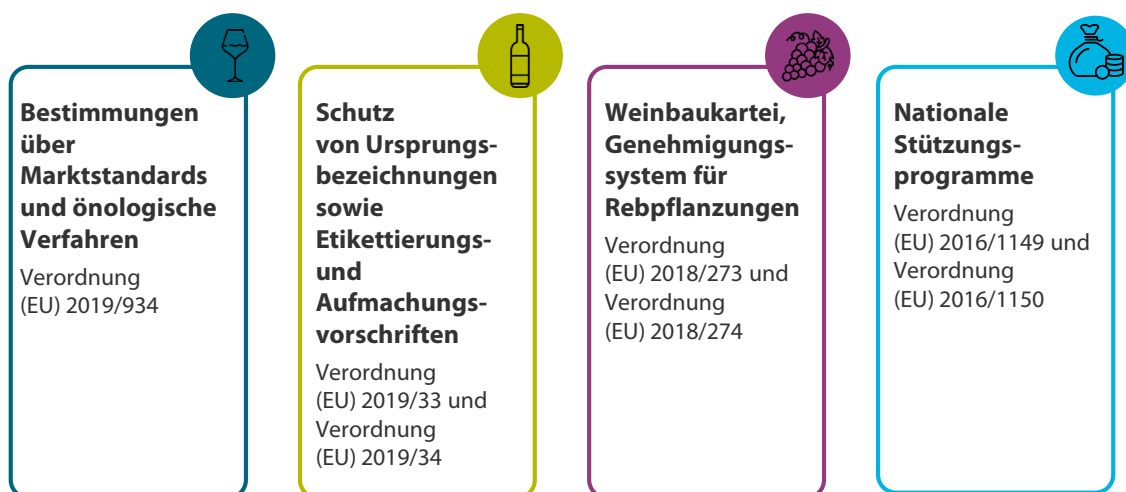 Bestimmungen
über
Marktstandards
und önologische
Verfahren
Verordnung
(EU) 2019/934
Schutz
von Ursprungs-
bezeichnungen
sowie
Etikettierungs-
und
Aufmachungs-
vorschriften
Verordnung
(EU) 2019/33 und
Verordnung
(EU) 2019/34
Weinbaukartei,
Genehmigungs-
system für
Rebpflanzungen
Verordnung
(EU) 2018/273 und
Verordnung
(EU) 2018/274
Nationale
Stützungs-
programme
Verordnung
(EU) 2016/1149 und
Verordnung
(EU) 2016/1150